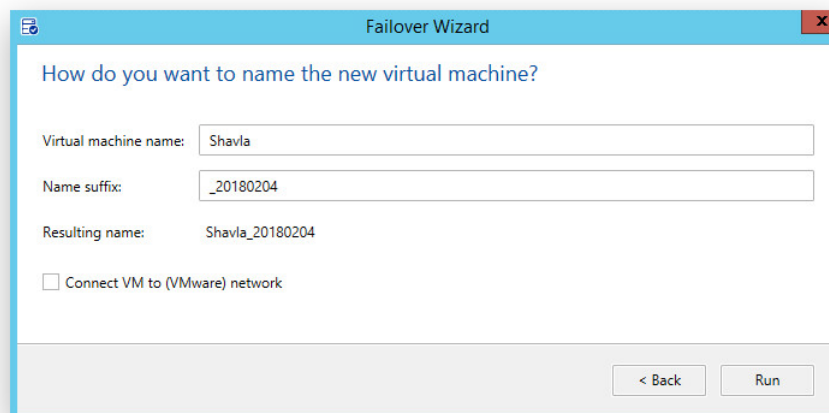 Failover Wizard
x
How do you want to name the new virtual machine?
Virtual machine name: Shavla
Name suffix: _20180204
Resulting name: Shavla_20180204
Connect VM to (VMware) network
< Back Run